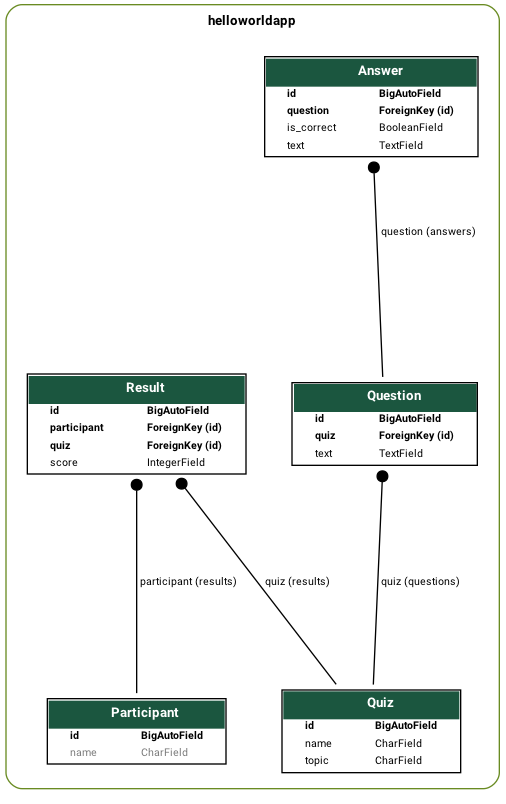 helloworldapp
Answer
id BigAutoField
question ForeignKey (id)
is_correct BooleanField
text TextField
question (answers)
Result
id BigAutoField
participant ForeignKey (id)
quiz ForeignKey (id)
score IntegerField
Question
id BigAutoField
quiz ForeignKey (id)
text TextField
participant (results)
quiz (results)
quiz (questions)
Participant
id BigAutoField
name CharField
Quiz
id BigAutoField
name CharField
topic CharField